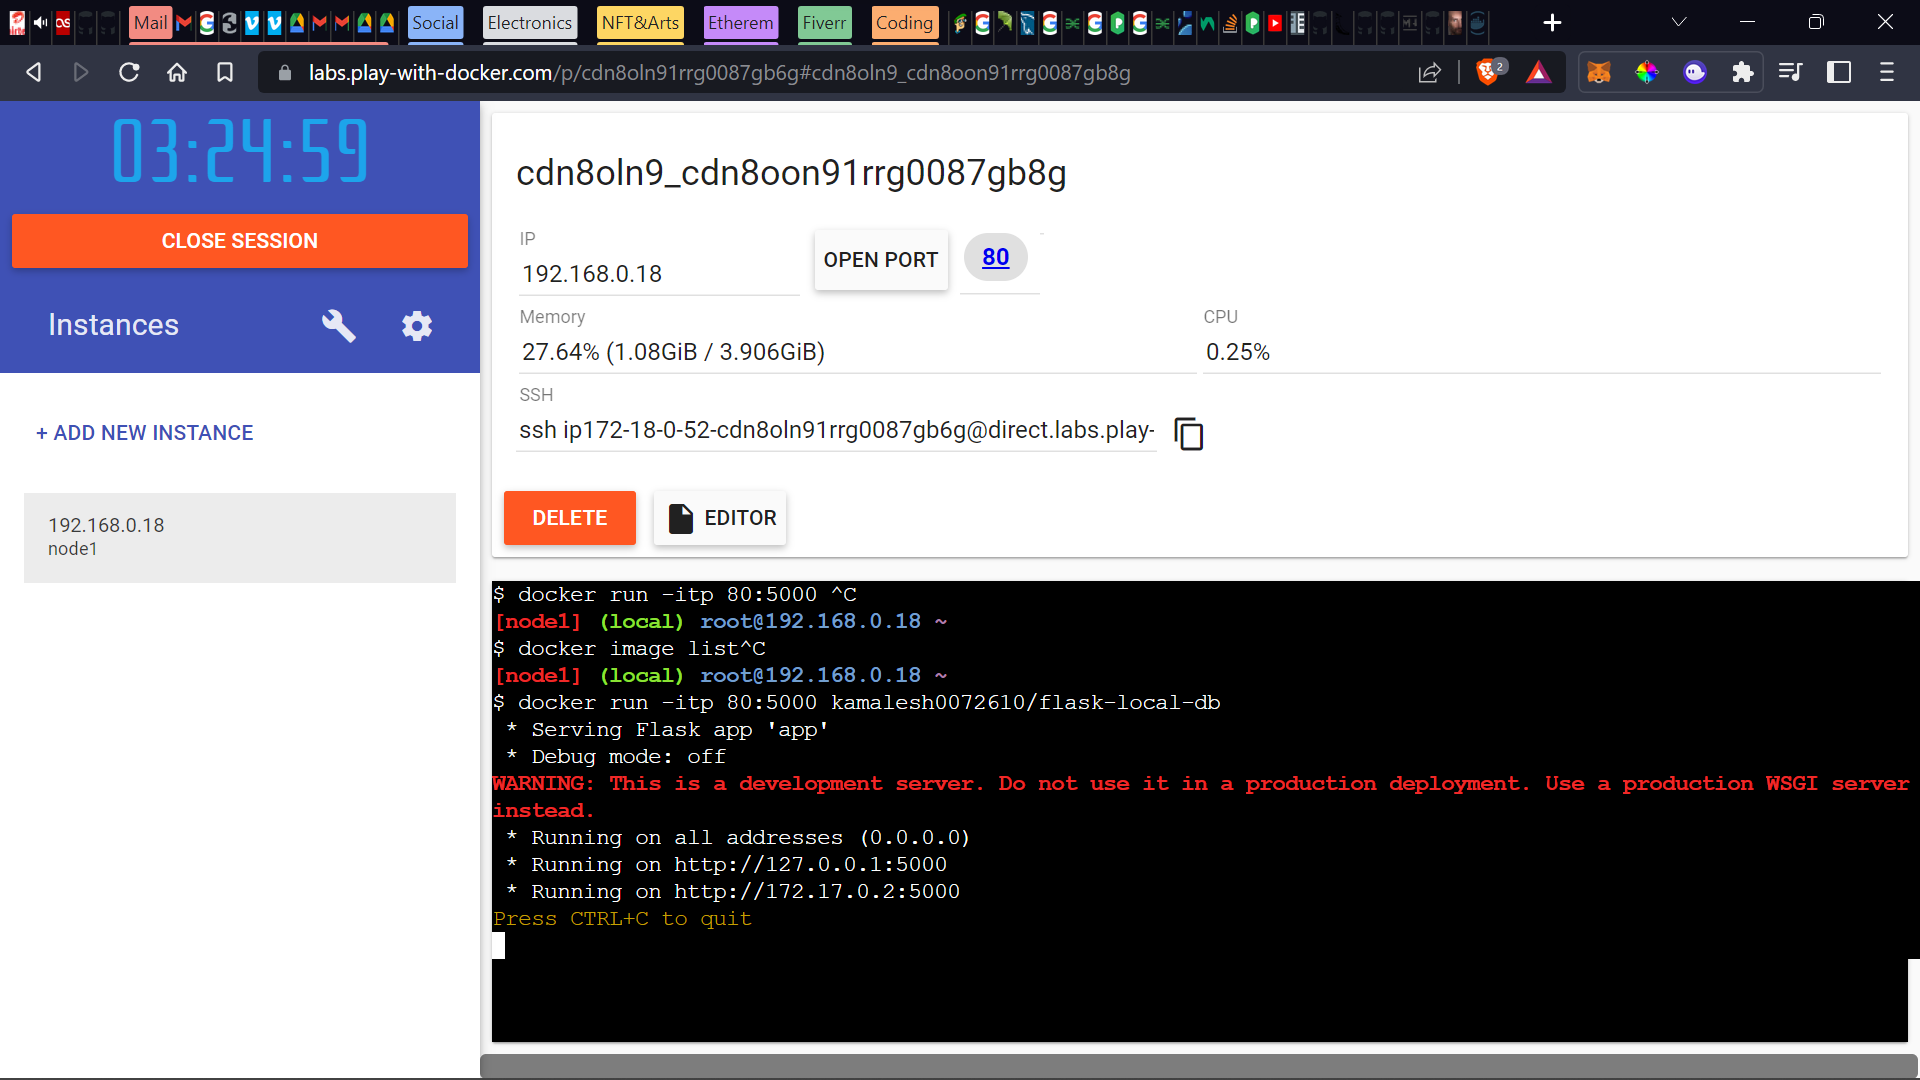 Mail
Social
Electronics
NFT&Arts
Etherem
Fiverr
Coding
labs.play-with-docker.com/p/cdn8oln91rrg0087gb6g#cdn8oln9_cdn8oon91rrg0087gb8g
2
03:24:59
CLOSE SESSION
Instances
+ ADD NEW INSTANCE
192.168.0.18
node1
cdn8oln9_cdn8oon91rrg0087gb8g
IP
192.168.0.18
OPEN PORT
80
Memory
27.64% (1.08GiB / 3.906GiB)
CPU
0.25%
SSH
ssh ip172-18-0-52-cdn8oln91rrg0087gb6g@direct.labs.play-
DELETE
EDITOR
$ docker run -itp 80:5000 ^C
[node1] (local) root@192.168.0.18 ~
$ docker image list^C
[node1] (local) root@192.168.0.18 ~
$ docker run -itp 80:5000 kamalesh0072610/flask-local-db
* Serving Flask app 'app'
* Debug mode: off
WARNING: This is a development server. Do not use it in a production deployment. Use a production WSGI server
instead.
* Running on all addresses (0.0.0.0)
* Running on http://127.0.0.1:5000
* Running on http://172.17.0.2:5000
Press CTRL+C to quit